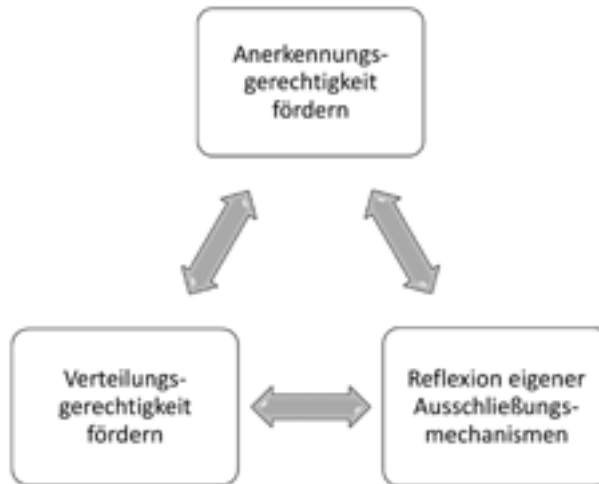 Anerkennungs-
gerechtigkeit
fördern
Verteilungs-
gerechtigkeit
fördern
Reflexion eigener
Ausschließungs-
mechanismen